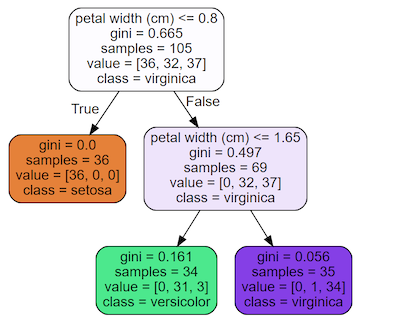 petal width (cm) <= 0.8
gini = 0.665
samples = 105
value = [36, 32, 37]
class = virginica
True
False
gini = 0.0
samples = 36
value = [36, 0, 0]
class = setosa
petal width (cm) <= 1.65
gini = 0.497
samples = 69
value = [0, 32, 37]
class = virginica
gini = 0.161
samples = 34
value = [0, 31, 3]
class = versicolor
gini = 0.056
samples = 35
value = [0, 1, 34]
class = virginica